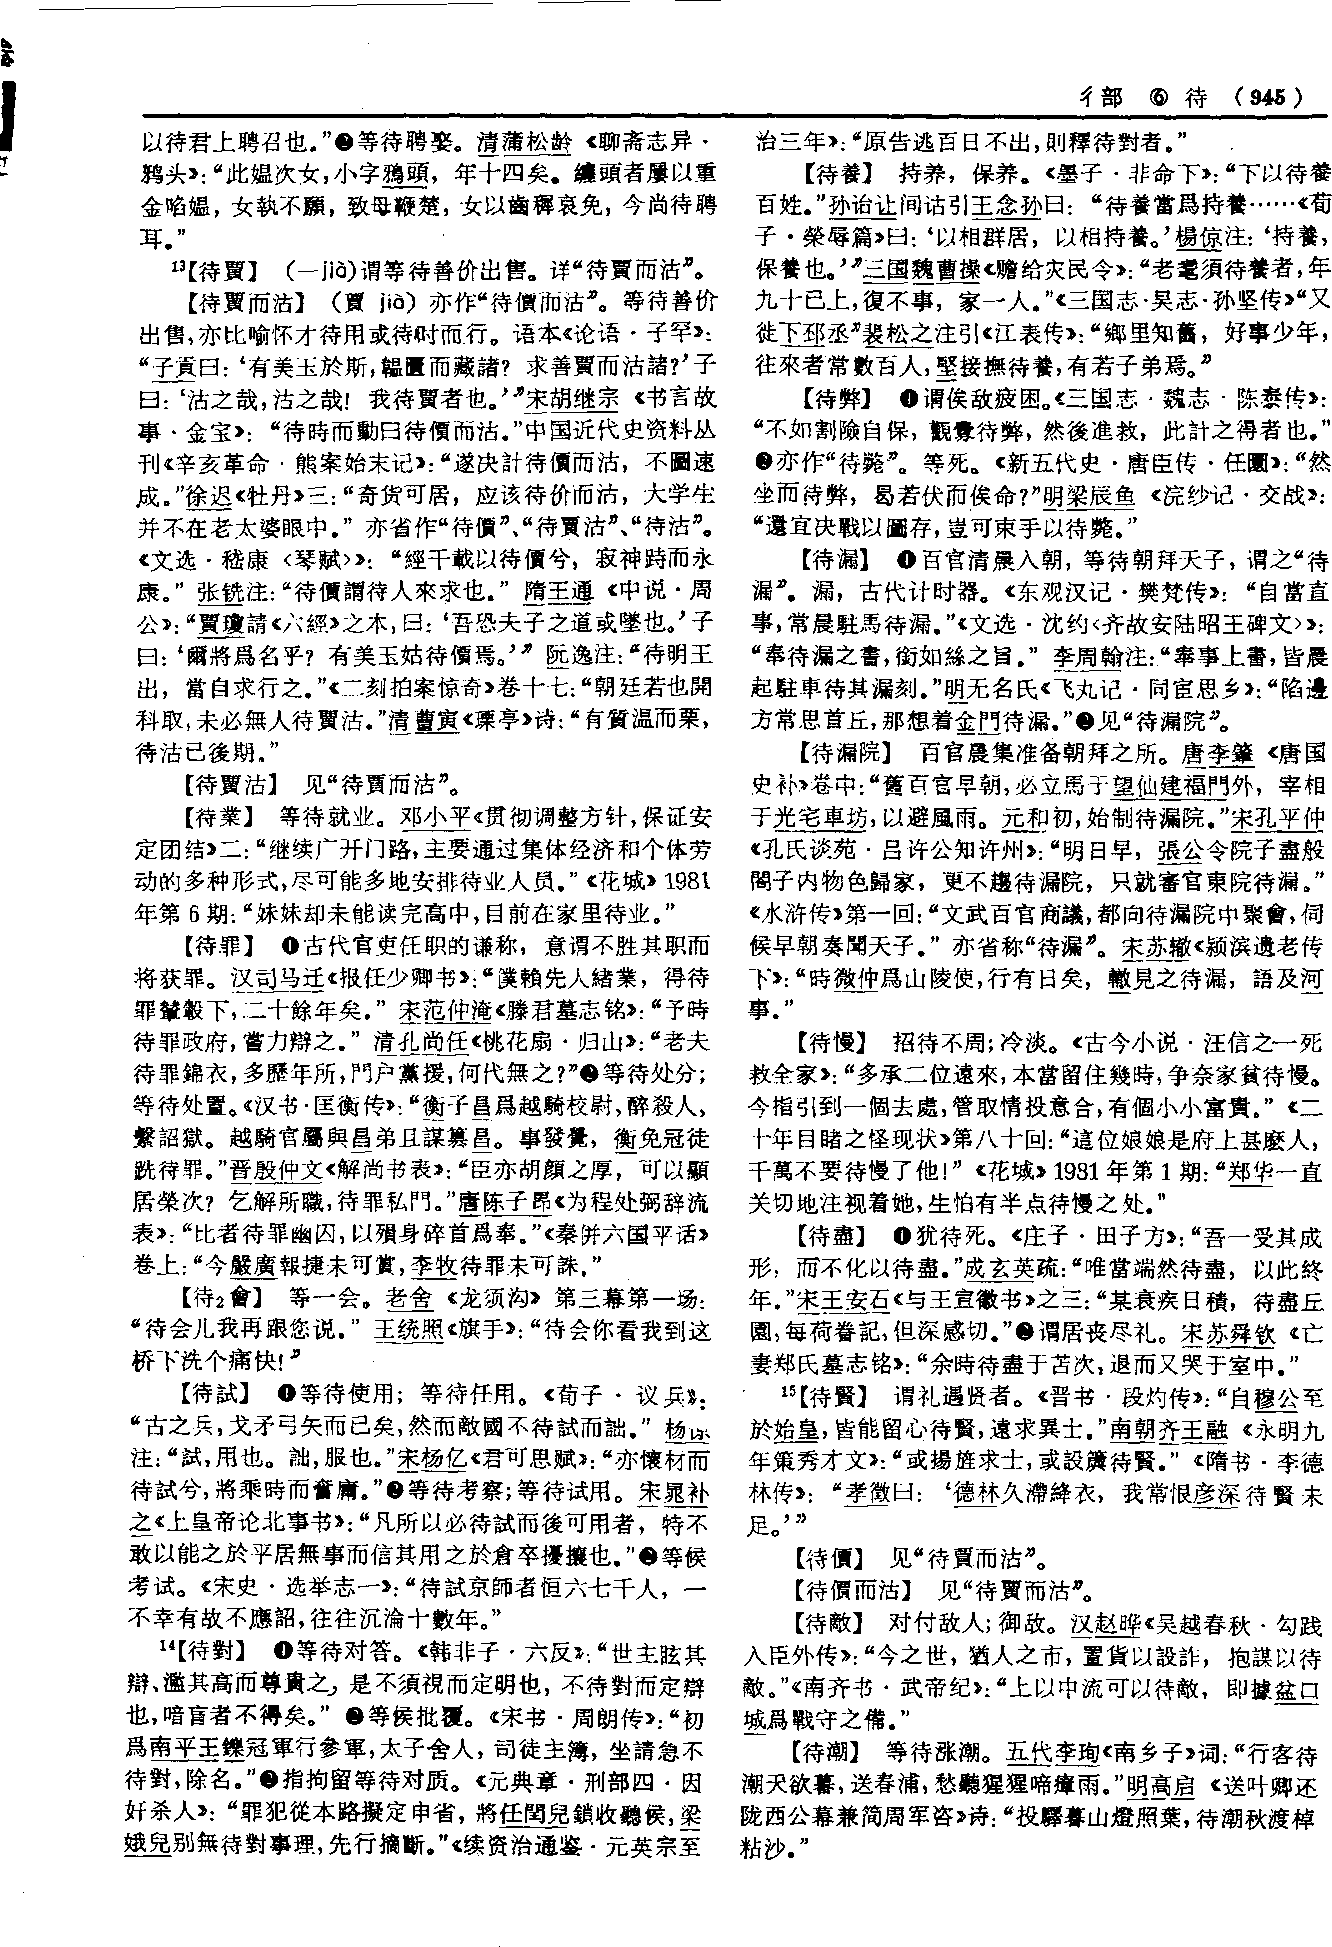 彳部 ⑥ 待 (945)
以待君上聘召也。”❷等待聘娶。清蒲松龄《聊斋志异·
鸦头》：“此媪次女，小字鴉頭，年十四矣。纏頭者屢以重
金啗媪，女執不願，致母鞭楚，女以齒穉哀免，今尚待聘
耳。”
13【待賈】 (—jià)谓等待善价出售。详“待賈而沽”。
【待賈而沽】 (賈 jià) 亦作“待價而沽”。等待善价
出售，亦比喻怀才待用或待时而行。语本《论语·子罕》：
“子貢曰：‘有美玉於斯，韞匵而藏諸？求善賈而沽諸？’子
曰：‘沽之哉，沽之哉！我待賈者也。’”宋胡继宗《书言故
事·金宝》：“待時而動曰待價而沽。”中国近代史资料丛
刊《辛亥革命·熊案始末记》：“遂决計待價而沽，不圖速
成。”徐迟《牡丹》三：“奇货可居，应该待价而沽，大学生
并不在老太婆眼中。”亦省作“待價”、“待賈沽”、“待沽”。
《文选·嵇康〈琴赋〉》：“經千載以待價兮，寂神跱而永
康。”张铣注：“待價謂待人來求也。”隋王通《中说·周
公》：“賈瓊請《六經》之本，曰：‘吾恐夫子之道或墜也。’子
曰：‘爾將爲名乎？有美玉姑待價焉。’”阮逸注：“待明王
出，當自求行之。”《二刻拍案惊奇》卷十七：“朝廷若也開
科取，未必無人待賈沽。”清曹寅《楝亭》诗：“有質温而栗，
待沽已後期。”
【待賈沽】 见“待賈而沽”。
【待業】 等待就业。邓小平《贯彻调整方针，保证安
定团结》二：“继续广开门路，主要通过集体经济和个体劳
动的多种形式，尽可能多地安排待业人员。”《花城》1981
年第6期：“妹妹却未能读完高中，目前在家里待业。”
【待罪】 ❶古代官吏任职的谦称，意谓不胜其职而
将获罪。汉司马迁《报任少卿书》：“僕賴先人緒業，得待
罪輦轂下，二十餘年矣。”宋范仲淹《滕君墓志铭》：“予時
待罪政府，嘗力辯之。”清孔尚任《桃花扇·归山》：“老夫
待罪錦衣，多歷年所，門户黨援，何代無之？”❷等待处分；
等待处置。《汉书·匡衡传》：“衡子昌爲越騎校尉，醉殺人，
繫詔獄。越騎官屬與昌弟且謀篡昌。事發覺，衡免冠徒
跣待罪。”晋殷仲文《解尚书表》：“臣亦胡顔之厚，可以顯
居榮次？乞解所職，待罪私門。”唐陈子昂《为程处弼辞流
表》：“比者待罪幽囚，以殞身碎首爲奉。”《秦併六国平话》
卷上：“今嚴廣報捷未可賞，李牧待罪未可誅。”
【待2會】 等一会。老舍《龙须沟》第三幕第一场：
“待会儿我再跟您说。”王统照《旗手》：“待会你看我到这
桥下洗个痛快！”
【待試】 ❶等待使用；等待任用。《荀子·议兵》：
“古之兵，戈矛弓矢而已矣，然而敵國不待試而詘。”杨倞
注：“試，用也。詘，服也。”宋杨亿《君可思赋》：“亦懷材而
待試兮，將乘時而奮庸。”❷等待考察；等待试用。宋晁补
之《上皇帝论北事书》：“凡所以必待試而後可用者，特不
敢以能之於平居無事而信其用之於倉卒擾攘也。”❸等候
考试。《宋史·选举志一》：“待試京師者恒六七千人，一
不幸有故不應詔，往往沉淪十數年。”
14【待對】 ❶等待对答。《韩非子·六反》：“世主眩其
辯、濫其高而尊貴之，是不須視而定明也，不待對而定辯
也，喑盲者不得矣。”❷等侯批覆。《宋书·周朗传》：“初
爲南平王鑠冠軍行參軍，太子舍人，司徒主簿，坐請急不
待對，除名。”❸指拘留等待对质。《元典章·刑部四·因
奸杀人》：“罪犯從本路擬定申省，將任閏兒鎖收聽候，梁
娥兒别無待對事理，先行摘斷。”《续资治通鉴·元英宗至
治三年》：“原告逃百日不出，則釋待對者。”
【待養】 持养，保养。《墨子·非命下》：“下以待養
百姓。”孙诒让间诂引王念孙曰：“待養當爲持養……《荀
子·榮辱篇》曰：‘以相群居，以相持養。’楊倞注：‘持養，
保養也。’”三国魏曹操《赡给灾民令》：“老耄須待養者，年
九十已上，復不事，家一人。”《三国志·吴志·孙坚传》“又
徙下邳丞”裴松之注引《江表传》：“鄉里知舊，好事少年，
往來者常數百人，堅接撫待養，有若子弟焉。”
【待弊】 ❶谓俟敌疲困。《三国志·魏志·陈泰传》：
“不如割險自保，觀釁待弊，然後進救，此計之得者也。”
❷亦作“待斃”。等死。《新五代史·唐臣传·任圜》：“然
坐而待弊，曷若伏而俟命？”明梁辰鱼《浣纱记·交战》：
“還宜决戰以圖存，豈可束手以待斃。”
【待漏】 ❶百官清晨入朝，等待朝拜天子，谓之“待
漏”。漏，古代计时器。《东观汉记·樊梵传》：“自當直
事，常晨駐馬待漏。”《文选·沈约〈齐故安陆昭王碑文〉》：
“奉待漏之書，銜如絲之旨。”李周翰注：“奉事上書，皆晨
起駐車待其漏刻。”明无名氏《飞丸记·同宦思乡》：“陷邊
方常思首丘，那想着金門待漏。”❷见“待漏院”。
【待漏院】 百官晨集准备朝拜之所。唐李肇《唐国
史补》卷中：“舊百官早朝，必立馬于望仙建福門外，宰相
于光宅車坊，以避風雨。元和初，始制待漏院。”宋孔平仲
《孔氏谈苑·吕许公知许州》：“明日早，張公令院子盡般
閤子内物色歸家，更不趨待漏院，只就審官東院待漏。”
《水浒传》第一回：“文武百官商議，都向待漏院中聚會，伺
候早朝奏聞天子。”亦省称“待漏”。宋苏辙《颍滨遗老传
下》：“時微仲爲山陵使，行有日矣，轍見之待漏，語及河
事。”
【待慢】 招待不周；冷淡。《古今小说·汪信之一死
救全家》：“多承二位遠來，本當留住幾時，争奈家貧待慢。
今指引到一個去處，管取情投意合，有個小小富貴。”《二
十年目睹之怪现状》第八十回：“這位娘娘是府上甚麽人，
千萬不要待慢了他！”《花城》1981年第1期：“郑华一直
关切地注视着她，生怕有半点待慢之处。”
【待盡】 ❶犹待死。《庄子·田子方》：“吾一受其成
形，而不化以待盡。”成玄英疏：“唯當端然待盡，以此終
年。”宋王安石《与王宣徽书》之三：“某衰疾日積，待盡丘
園，每荷眷記，但深感切。”❷谓居丧尽礼。宋苏舜钦《亡
妻郑氏墓志铭》：“余時待盡于苫次，退而又哭于室中。”
15【待賢】 谓礼遇贤者。《晋书·段灼传》：“自穆公至
於始皇，皆能留心待賢，遠求異士。”南朝齐王融《永明九
年策秀才文》：“或揚旌求士，或設簴待賢。”《隋书·李德
林传》：“孝徵曰：‘德林久滯絳衣，我常恨彦深待賢未
足。’”
【待價】 见“待賈而沽”。
【待價而沽】 见“待賈而沽”。
【待敵】 对付敌人；御敌。汉赵晔《吴越春秋·勾践
入臣外传》：“今之世，猶人之市，置貨以設詐，抱謀以待
敵。”《南齐书·武帝纪》：“上以中流可以待敵，即據盆口
城爲戰守之備。”
【待潮】 等待涨潮。五代李珣《南乡子》词：“行客待
潮天欲暮，送春浦，愁聽猩猩啼瘴雨。”明高启《送叶卿还
陇西公幕兼简周军咨》诗：“投驛暮山燈照葉，待潮秋渡棹
粘沙。”